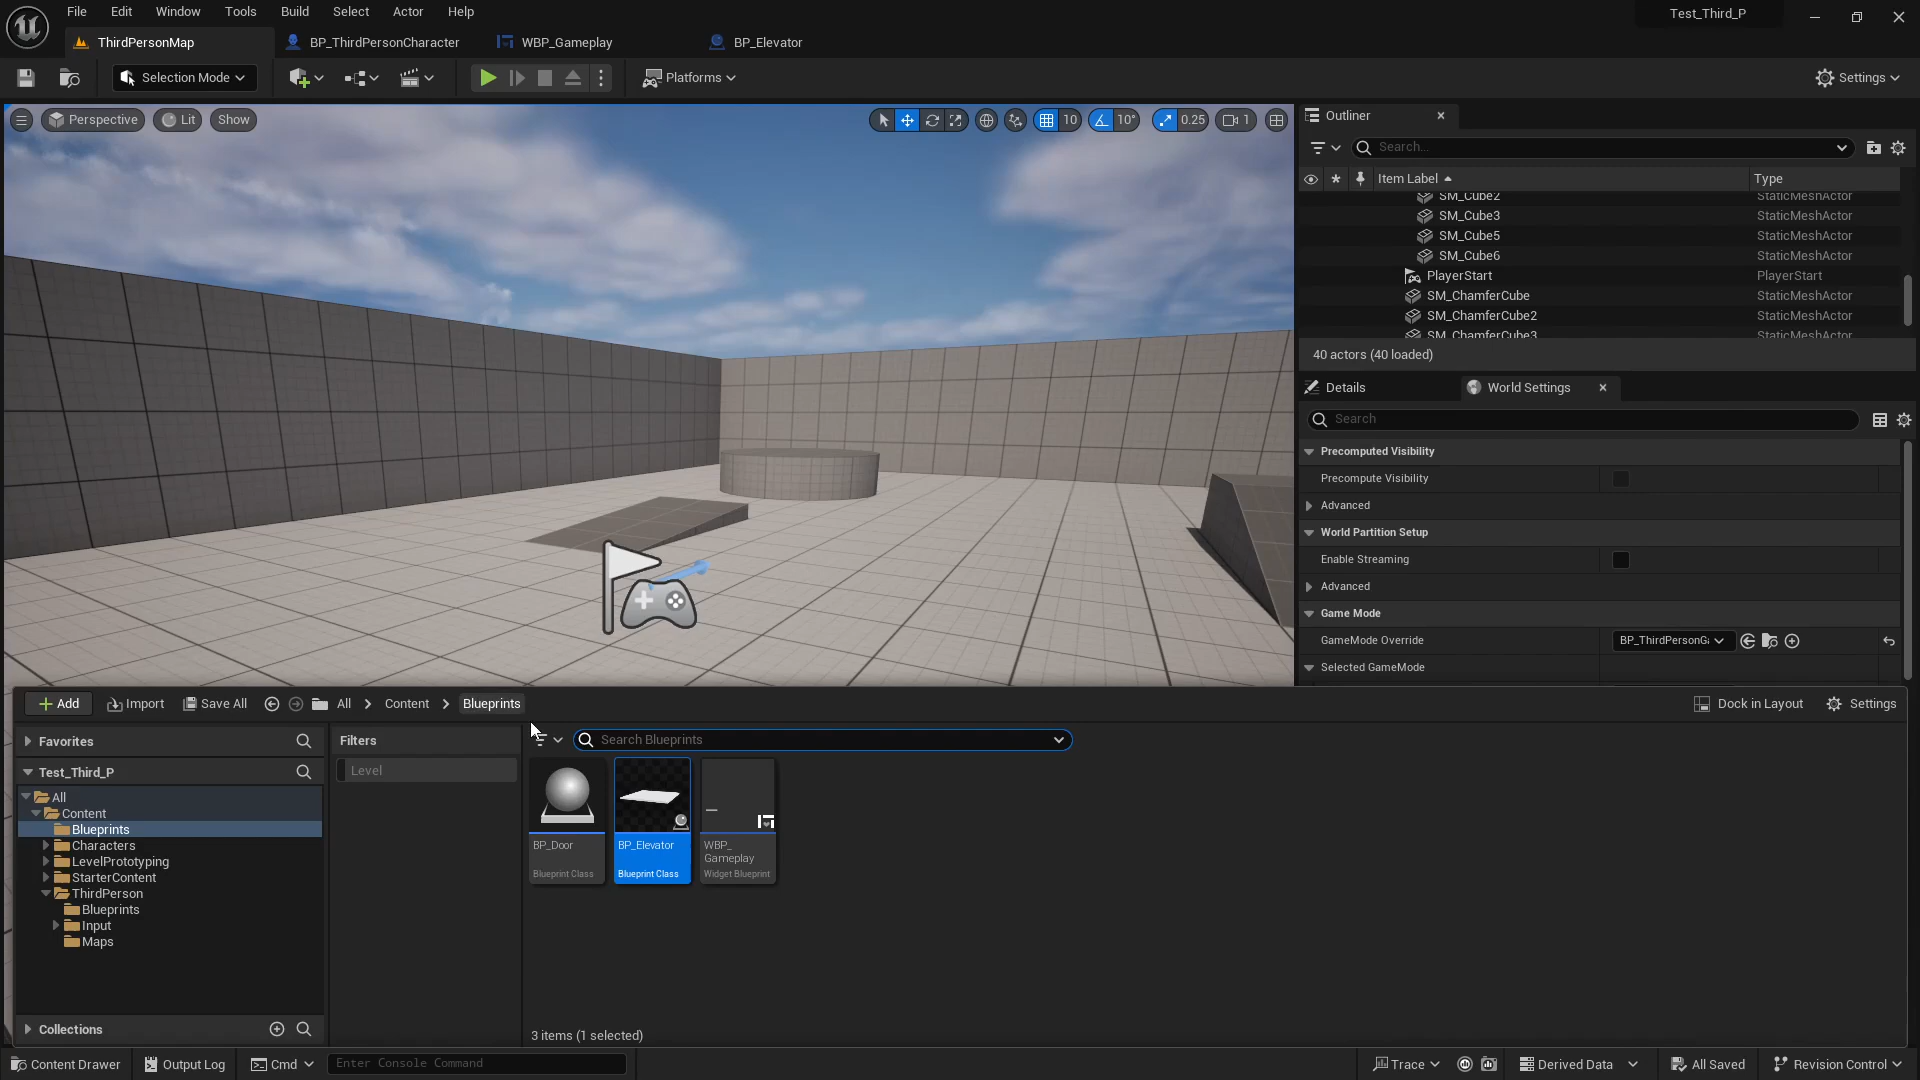 File Edit Window Tools Build Select Actor Help
Test_Third_P
ThirdPersonMap
BP_ThirdPersonCharacter
WBP_Gameplay
BP_Elevator
Selection Mode
Platforms
Settings
Perspective
Lit
Show
10
10°
0.25
1
Outliner
Search...
Item Label
Type
SM_Cube2 StaticMeshActor
SM_Cube3 StaticMeshActor
SM_Cube5 StaticMeshActor
SM_Cube6 StaticMeshActor
PlayerStart PlayerStart
SM_ChamferCube StaticMeshActor
SM_ChamferCube2 StaticMeshActor
SM_ChamferCube3 StaticMeshActor
40 actors (40 loaded)
Details
World Settings
Search
Precomputed Visibility
Precompute Visibility
Advanced
World Partition Setup
Enable Streaming
Advanced
Game Mode
GameMode Override BP_ThirdPersonGa
Selected GameMode
Add
Import
Save All
All
Content
Blueprints
Dock in Layout
Settings
Favorites
Filters
Search Blueprints
Level
Test_Third_P
All
Content
Blueprints
Characters
LevelPrototyping
StarterContent
ThirdPerson
Blueprints
Input
Maps
BP_Door
Blueprint Class
BP_Elevator
Blueprint Class
WBP_
Gameplay
Widget Blueprint
Collections
3 items (1 selected)
Content Drawer
Output Log
Cmd
Enter Console Command
Trace
Derived Data
All Saved
Revision Control